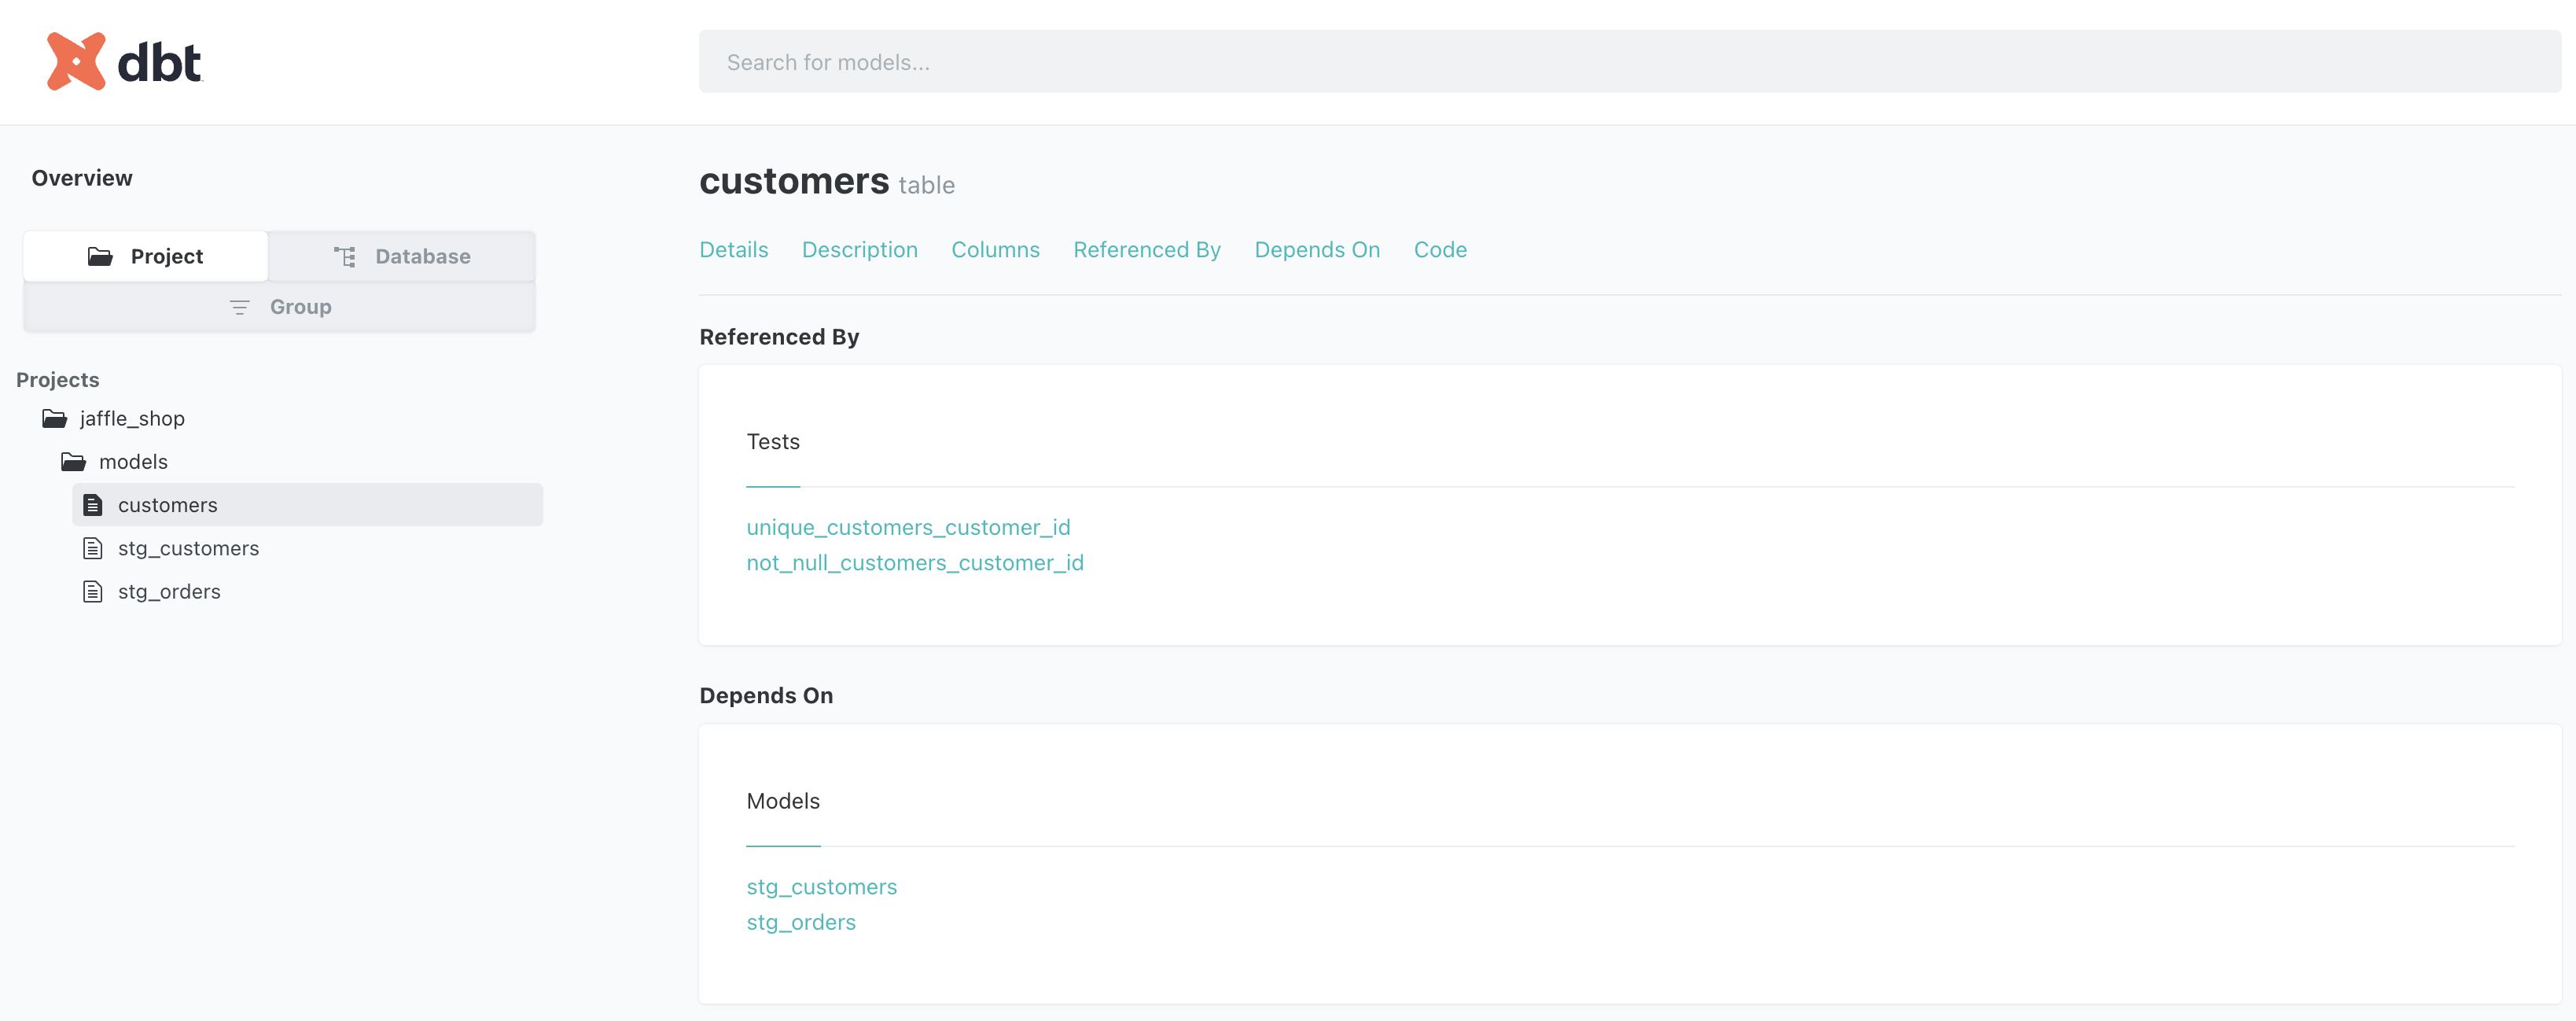 dbt
Search for models...
Overview
Project
Database
Group
Projects
jaffle_shop
models
customers
stg_customers
stg_orders
customers table
Details Description Columns Referenced By Depends On Code
Referenced By
Tests
unique_customers_customer_id
not_null_customers_customer_id
Depends On
Models
stg_customers
stg_orders